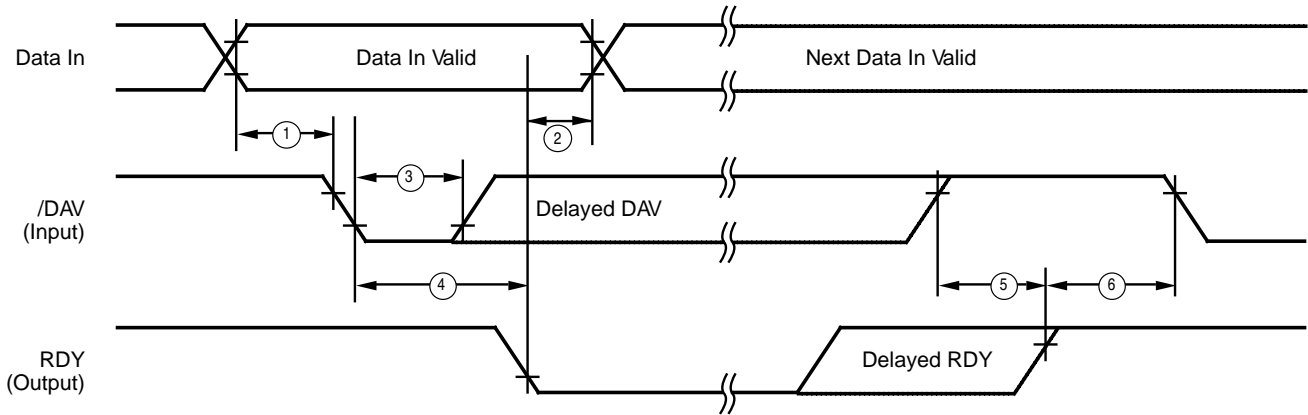 Data In
Data In Valid
Next Data In Valid
1
2
3
/DAV
(Input)
Delayed DAV
4
5
6
RDY
(Output)
Delayed RDY